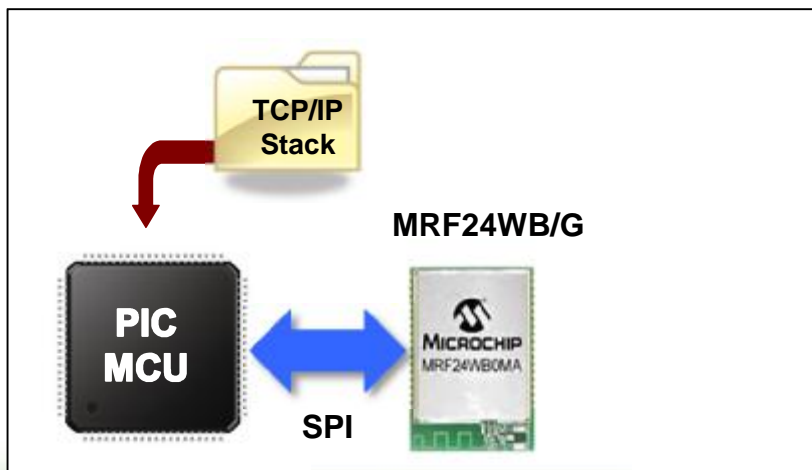 TCP/IP
Stack
MRF24WB/G
PIC
MCU
MICROCHIP
MRF24WB0MA
SPI